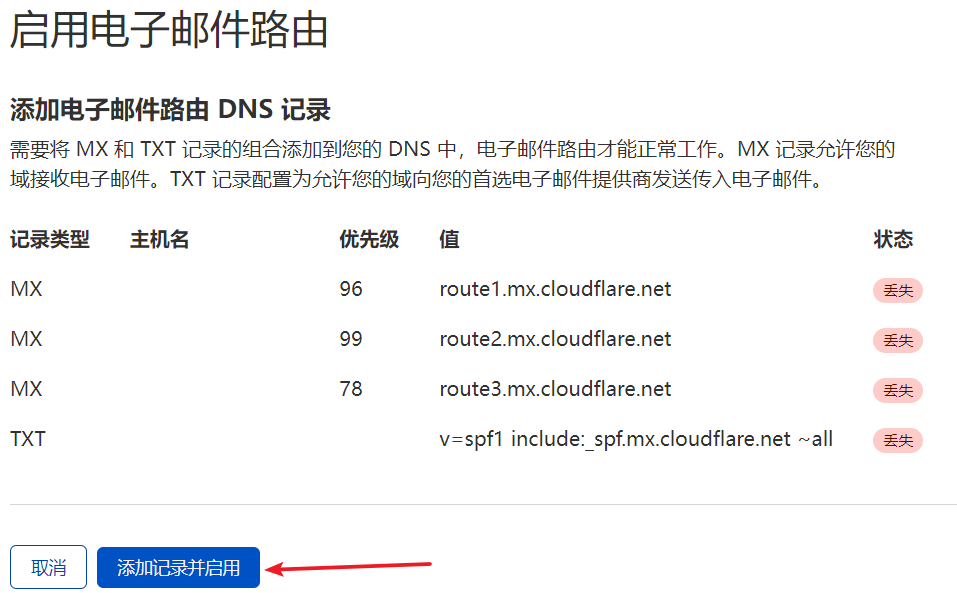 启用电子邮件路由
添加电子邮件路由 DNS 记录
需要将 MX 和 TXT 记录的组合添加到您的 DNS 中，电子邮件路由才能正常工作。MX 记录允许您的
域接收电子邮件。TXT 记录配置为允许您的域向您的首选电子邮件提供商发送传入电子邮件。
记录类型 主机名 优先级 值 状态
MX 96 route1.mx.cloudflare.net 丢失
MX 99 route2.mx.cloudflare.net 丢失
MX 78 route3.mx.cloudflare.net 丢失
TXT v=spf1 include:_spf.mx.cloudflare.net ~all 丢失
取消 添加记录并启用